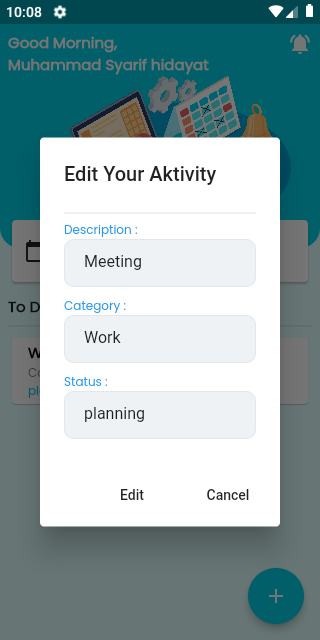 10:08
Good Morning,
Muhammad Syarif hidayat
Edit Your Aktivity
Description :
Meeting
Category :
Work
Status :
planning
Edit
Cancel
To D
W
Co
pl